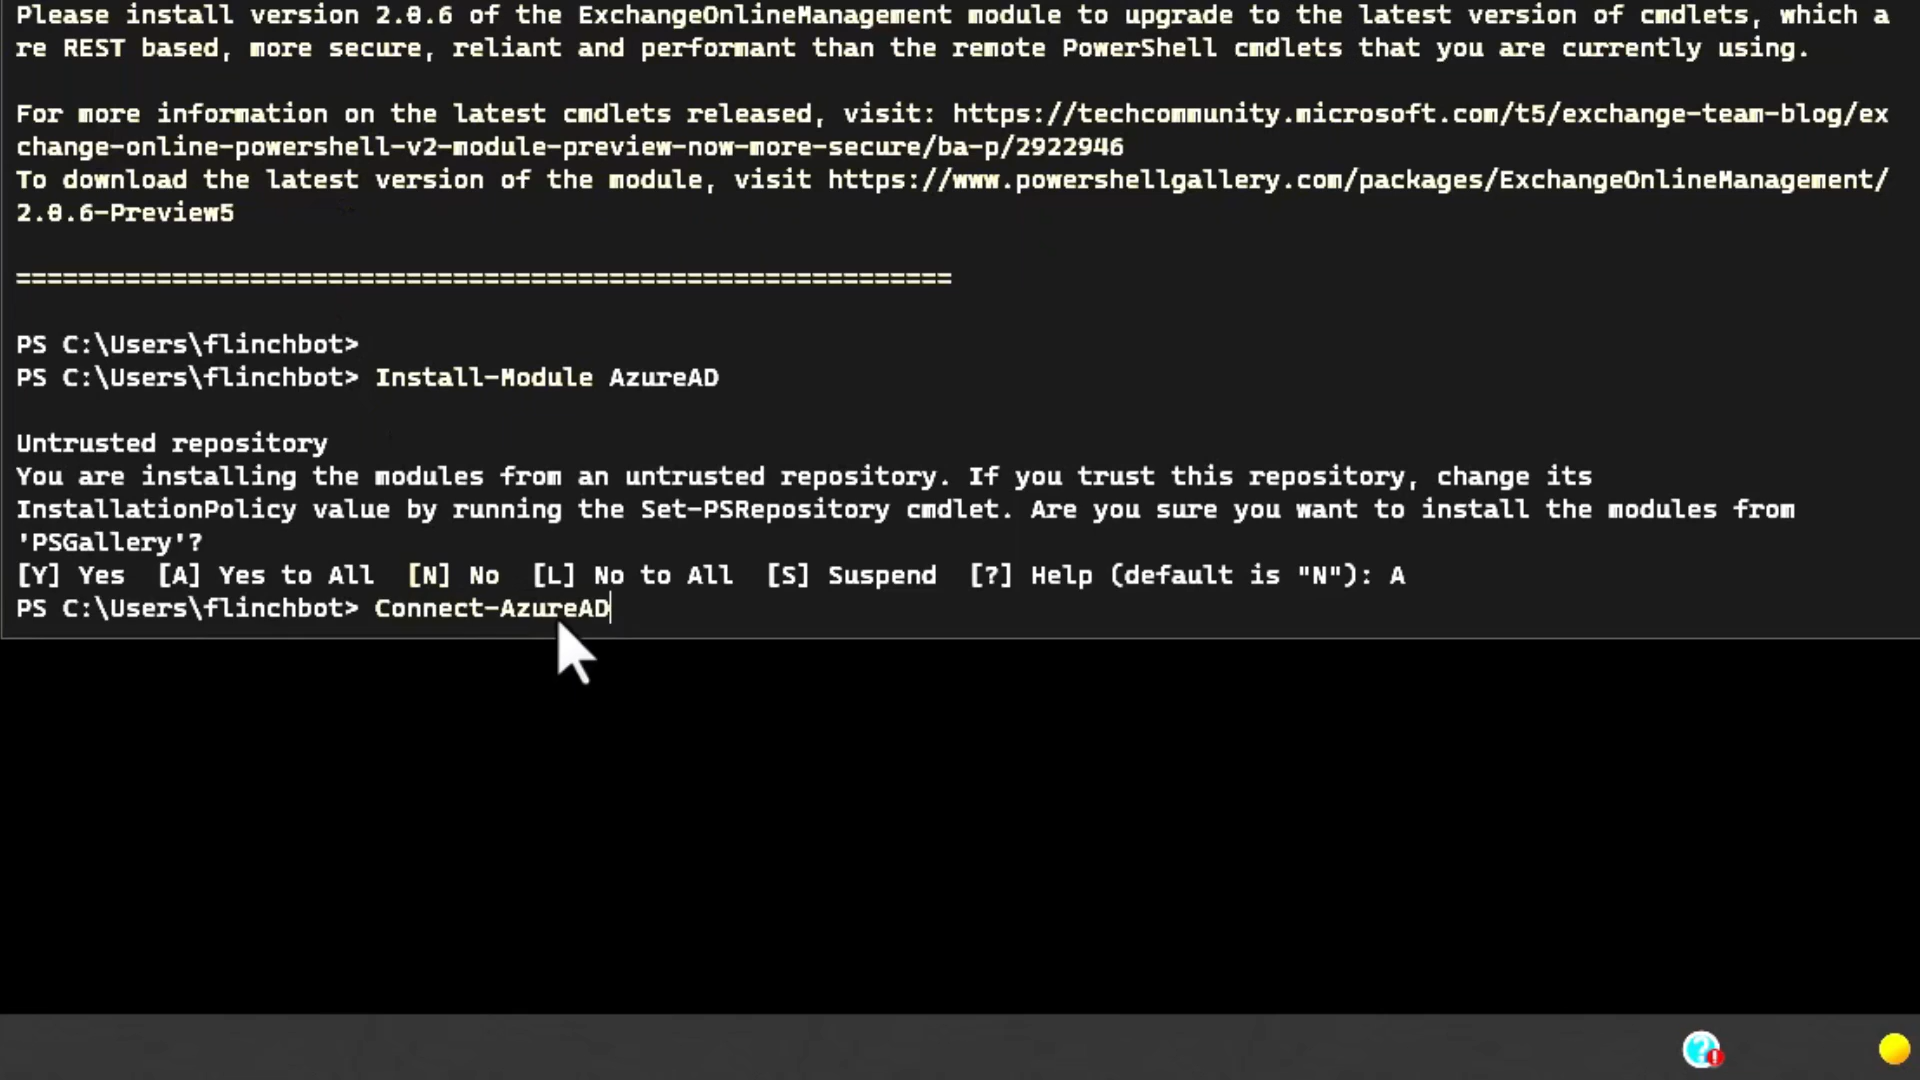 Please install version 2.0.6 of the ExchangeOnlineManagement module to upgrade to the latest version of cmdlets, which a
re REST based, more secure, reliant and performant than the remote PowerShell cmdlets that you are currently using.
For more information on the latest cmdlets released, visit: https://techcommunity.microsoft.com/t5/exchange-team-blog/ex
change-online-powershell-v2-module-preview-now-more-secure/ba-p/2922946
To download the latest version of the module, visit https://www.powershellgallery.com/packages/ExchangeOnlineManagement/
2.0.6-Preview5
============================================================
PS C:\Users\flinchbot>
PS C:\Users\flinchbot> Install-Module AzureAD
Untrusted repository
You are installing the modules from an untrusted repository. If you trust this repository, change its
InstallationPolicy value by running the Set-PSRepository cmdlet. Are you sure you want to install the modules from
'PSGallery'?
[Y] Yes  [A] Yes to All  [N] No  [L] No to All  [S] Suspend  [?] Help (default is "N"): A
PS C:\Users\flinchbot> Connect-AzureAD